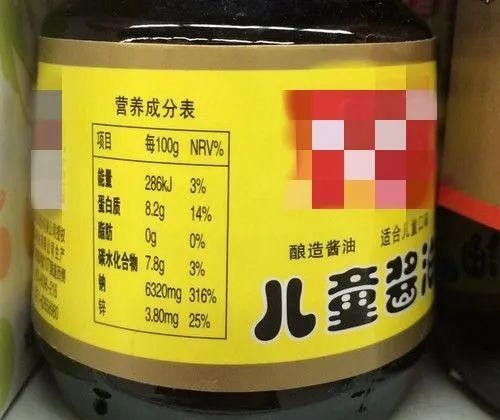 营养成分表
项目 每100g NRV%
能量 286kJ 3%
蛋白质 8.2g 14%
脂肪 0g 0%
碳水化合物 7.8g 3%
钠 6320mg 316%
锌 3.80mg 25%
酿造酱油 适合儿童口味
儿童酱油